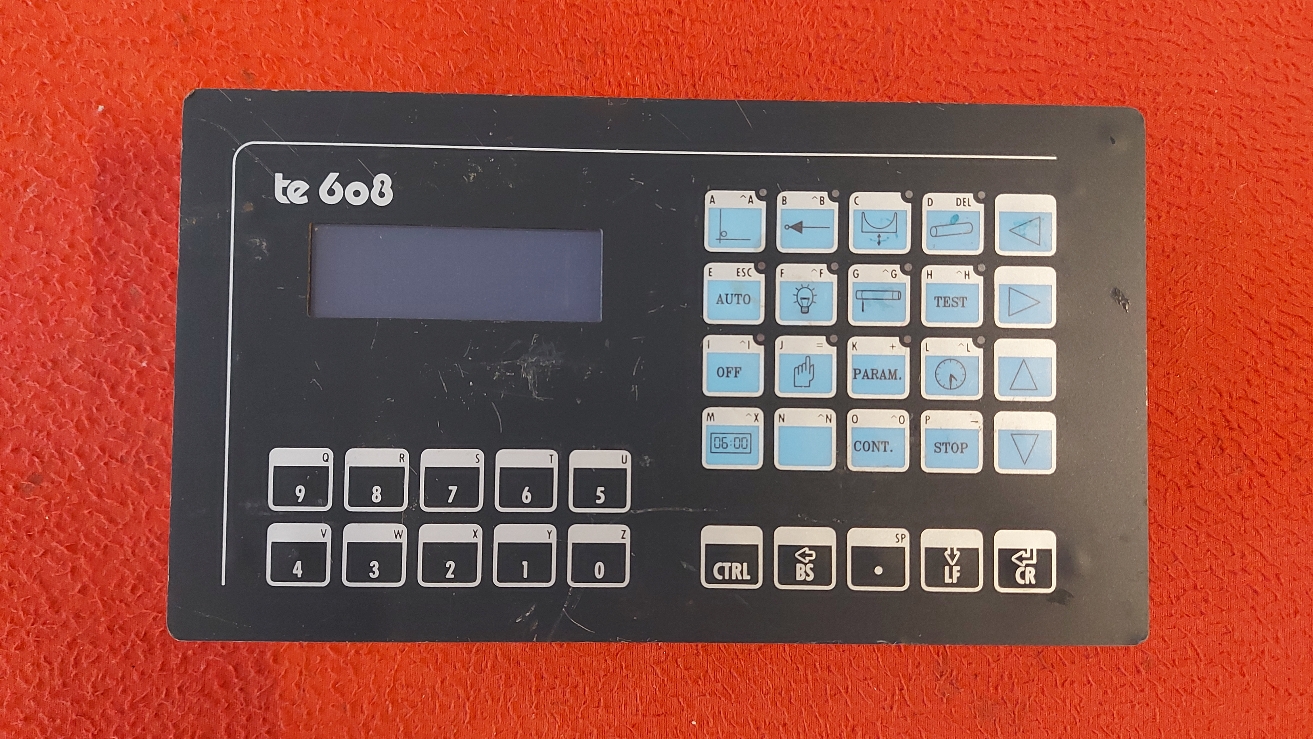 te 608
A ^A B ^B C D DEL
E ESC F ^F G ^G H ^H
AUTO TEST
I ^I J = K + L ^L
OFF PARAM.
M ^X N ^N O ^O P
06:00 CONT. STOP
Q R S T U
9 8 7 6 5
V W X Y Z SP
4 3 2 1 0 CTRL BS . LF CR